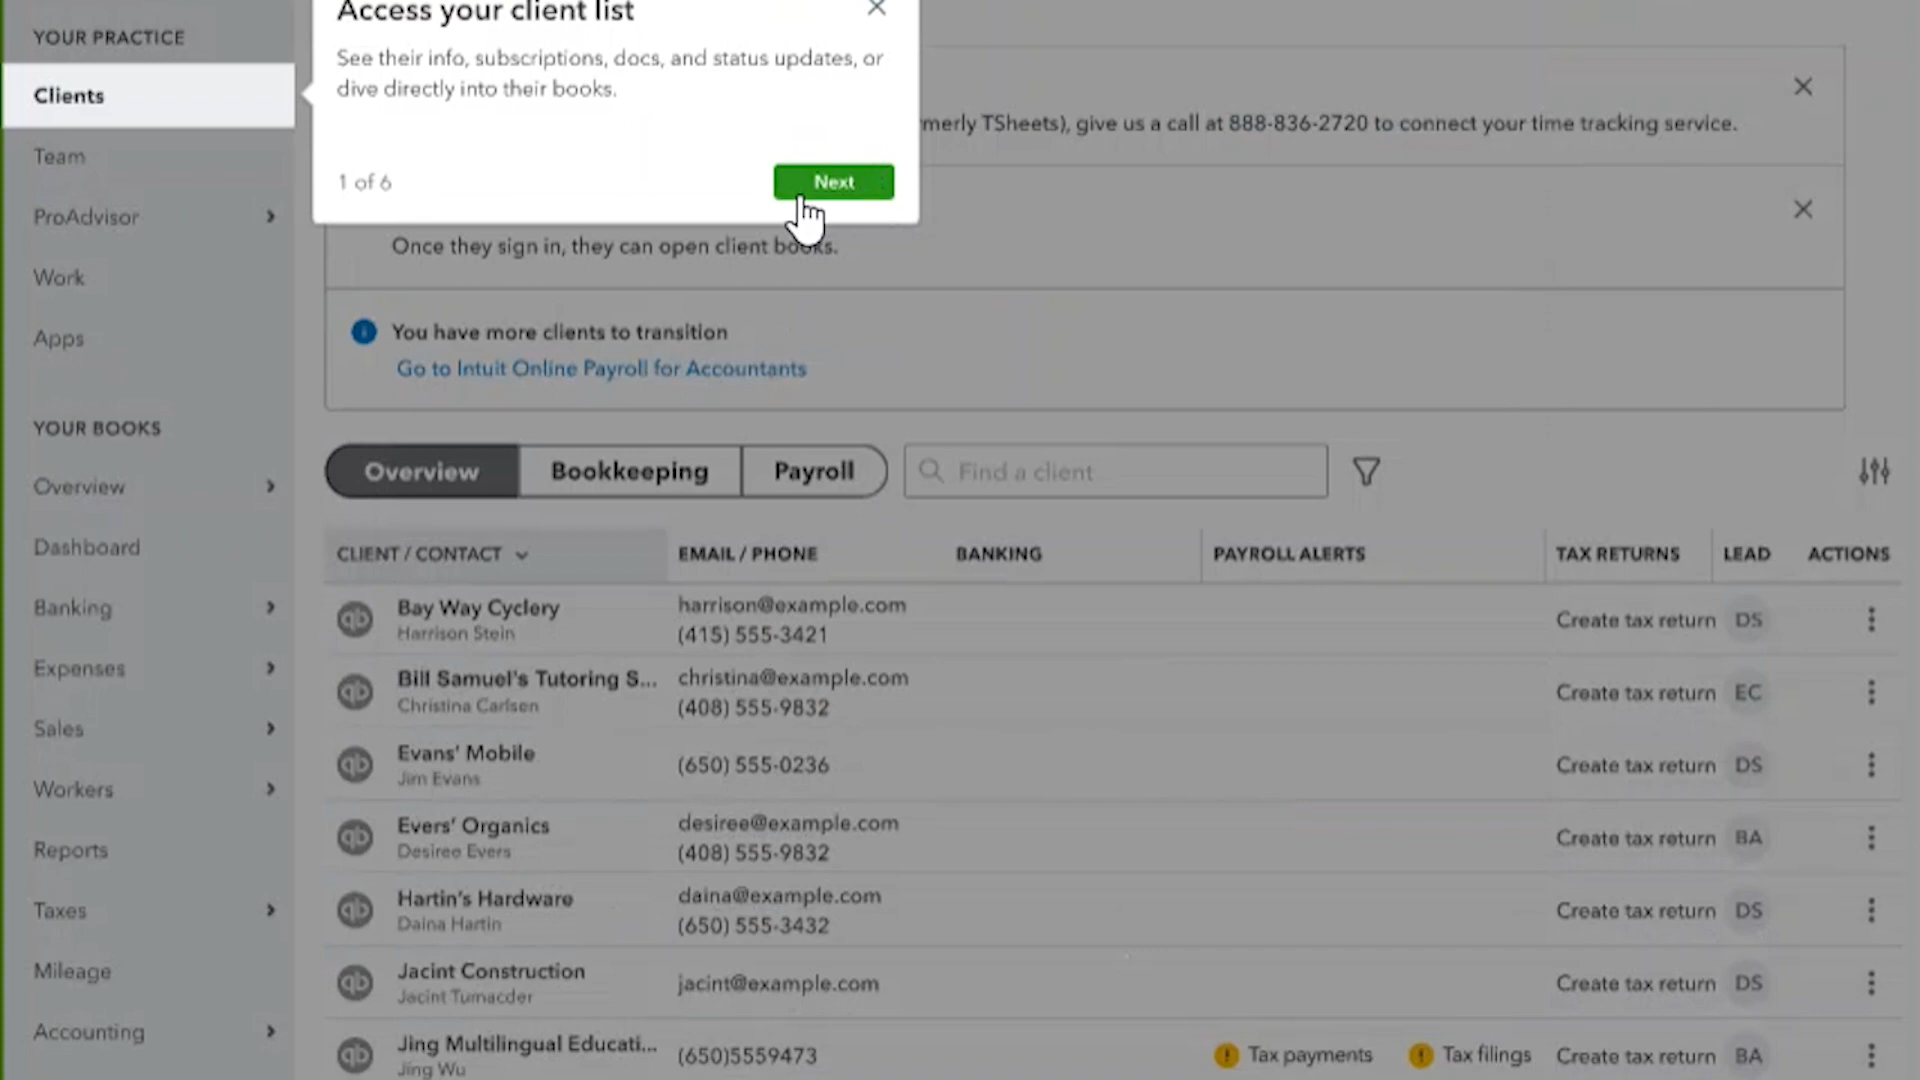 YOUR PRACTICE
Clients
Team
ProAdvisor
Work
Apps
YOUR BOOKS
Overview
Dashboard
Banking
Expenses
Sales
Workers
Reports
Taxes
Mileage
Accounting
Access your client list
See their info, subscriptions, docs, and status updates, or
dive directly into their books.
1 of 6
Next
merly TSheets), give us a call at 888-836-2720 to connect your time tracking service.
Once they sign in, they can open client books.
You have more clients to transition
Go to Intuit Online Payroll for Accountants
Overview Bookkeeping Payroll Find a client
CLIENT / CONTACT EMAIL / PHONE BANKING PAYROLL ALERTS TAX RETURNS LEAD ACTIONS
qb Bay Way Cyclery harrison@example.com Create tax return DS
Harrison Stein (415) 555-3421
qb Bill Samuel's Tutoring S... christina@example.com Create tax return EC
Christina Carlsen (408) 555-9832
qb Evans' Mobile (650) 555-0236 Create tax return DS
Jim Evans
qb Evers' Organics desiree@example.com Create tax return BA
Desiree Evers (408) 555-9832
qb Hartin's Hardware daina@example.com Create tax return DS
Daina Hartin (650) 555-3432
qb Jacint Construction jacint@example.com Create tax return DS
Jacint Tumacder
qb Jing Multilingual Educati... (650)5559473 Tax payments Tax filings Create tax return BA
Jing Wu